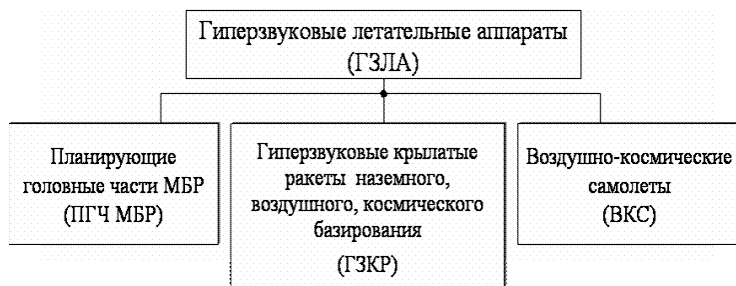 Гиперзвуковые летательные аппараты
(ГЗЛА)
Планирующие
головные части МБР
(ПГЧ МБР)
Гиперзвуковые крылатые
ракеты наземного,
воздушного, космического
базирования
(ГЗКР)
Воздушно-космические
самолеты
(ВКС)